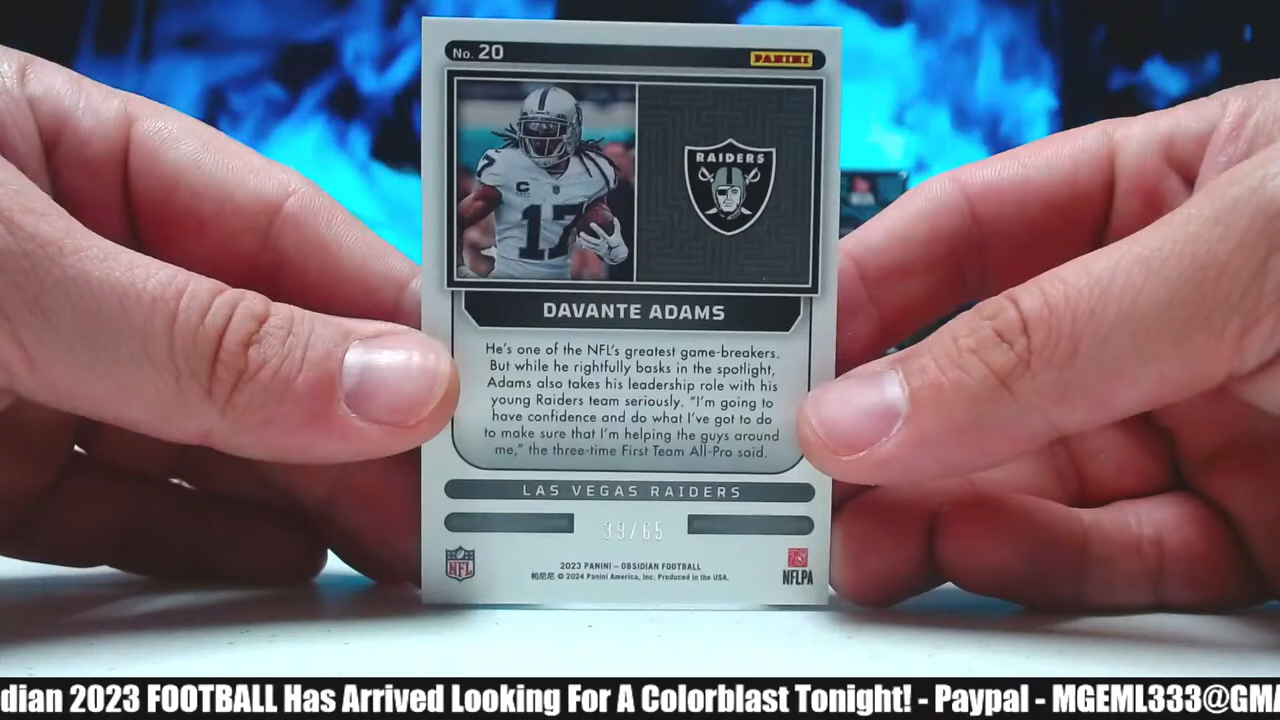 No. 20
PANINI
RAIDERS
C
17
DAVANTE ADAMS
He's one of the NFL's greatest game-breakers.
But while he rightfully basks in the spotlight,
Adams also takes his leadership role with his
young Raiders team seriously. "I'm going to
have confidence and do what I've got to do
to make sure that I'm helping the guys around
me," the three-time First Team All-Pro said.
LAS VEGAS RAIDERS
39/65
NFL
2023 PANINI – OBSIDIAN FOOTBALL
帕尼尼 © 2024 Panini America, Inc. Produced in the USA.
NFLPA
dian 2023 FOOTBALL Has Arrived Looking For A Colorblast Tonight! - Paypal - MGEML333@GMA